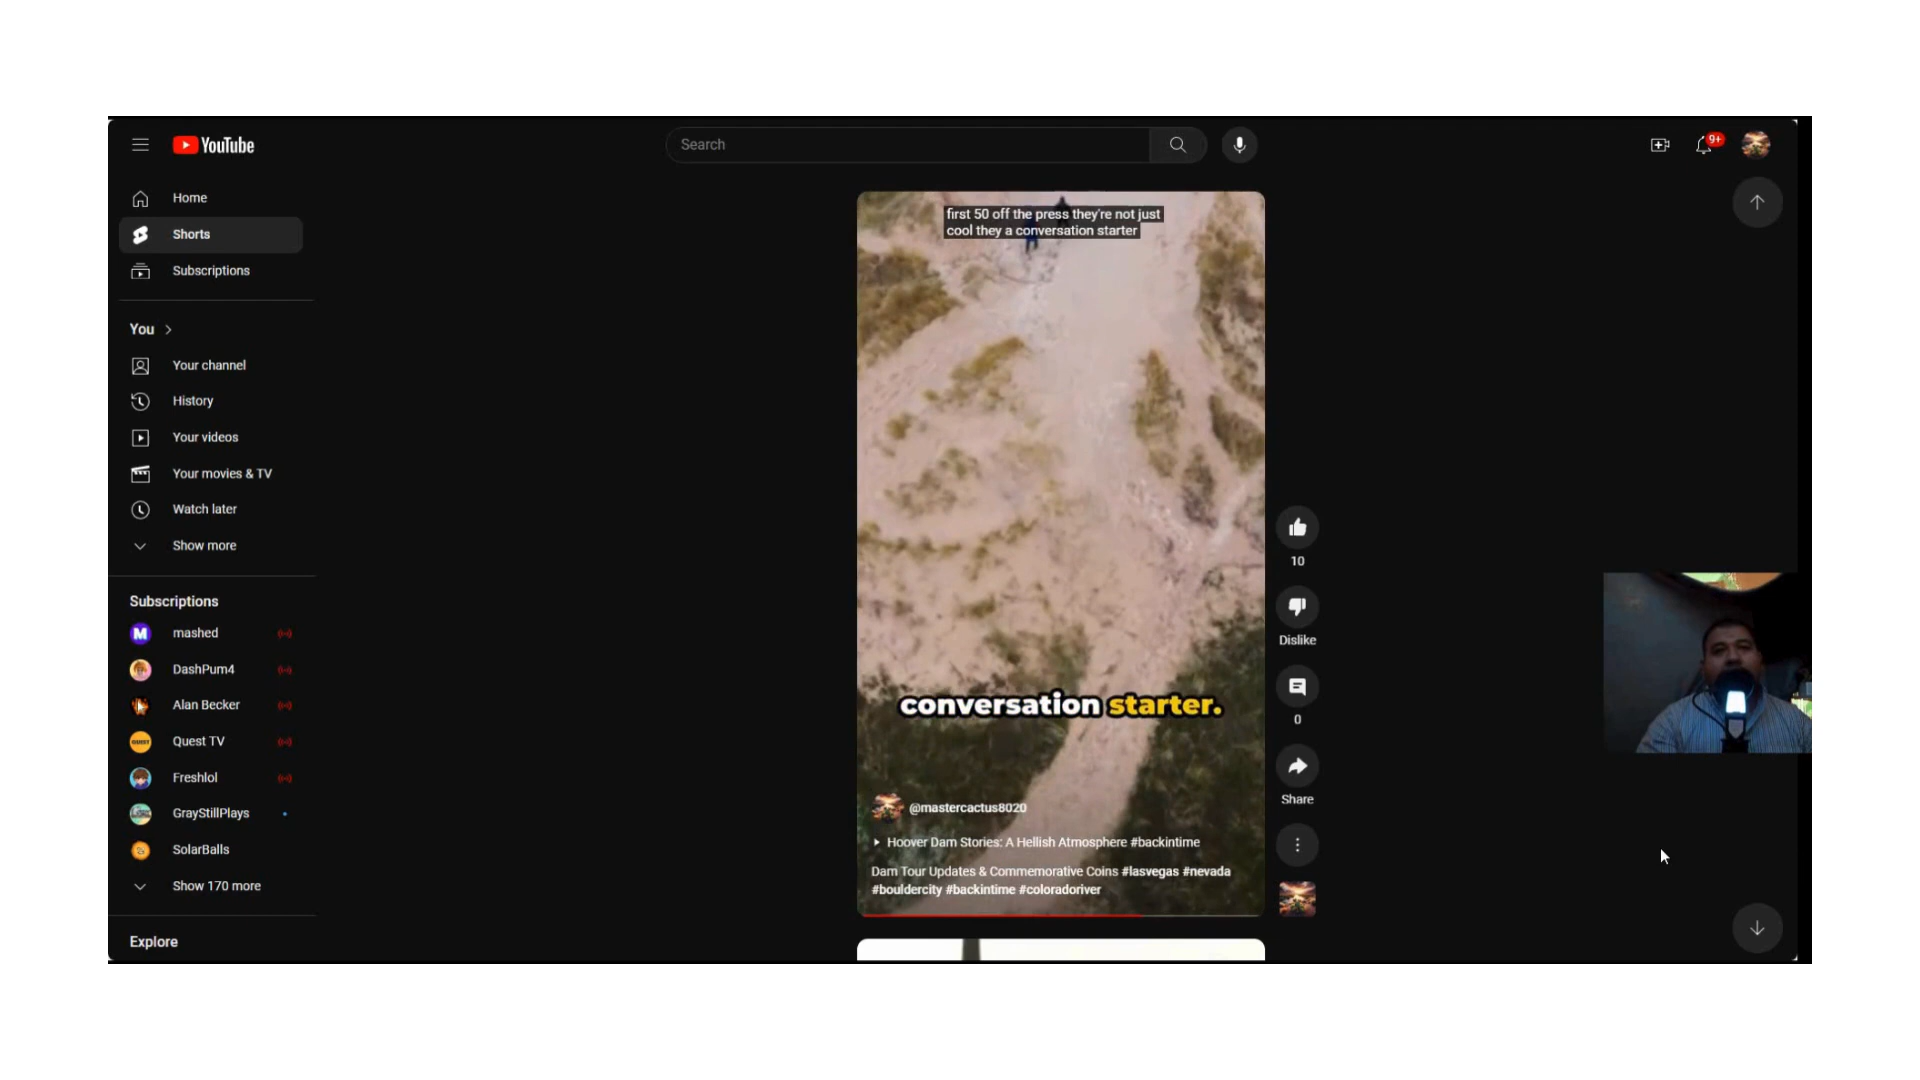 YouTube
Search
9+
Home
Shorts
Subscriptions
You
Your channel
History
Your videos
Your movies & TV
Watch later
Show more
Subscriptions
M mashed
DashPum4
Alan Becker
Quest TV
Freshlol
GrayStillPlays
SolarBalls
Show 170 more
Explore
first 50 off the press they're not just
cool they a conversation starter
conversation starter.
@mastercactus8020
Hoover Dam Stories: A Hellish Atmosphere #backintime
Dam Tour Updates & Commemorative Coins #lasvegas #nevada
#bouldercity #backintime #coloradoriver
10
Dislike
0
Share